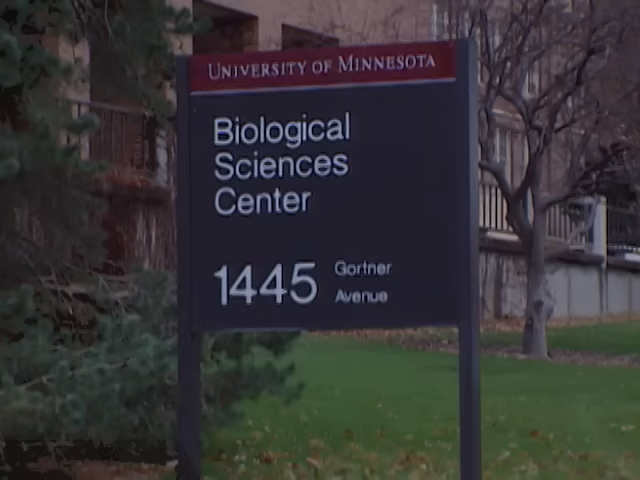 UNIVERSITY OF MINNESOTA
Biological
Sciences
Center
1445 Gortner
Avenue